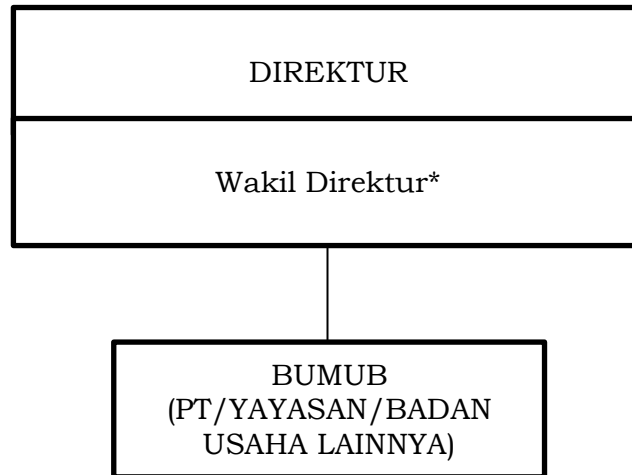 DIREKTUR
Wakil Direktur*
BUMUB
(PT/YAYASAN/BADAN
USAHA LAINNYA)